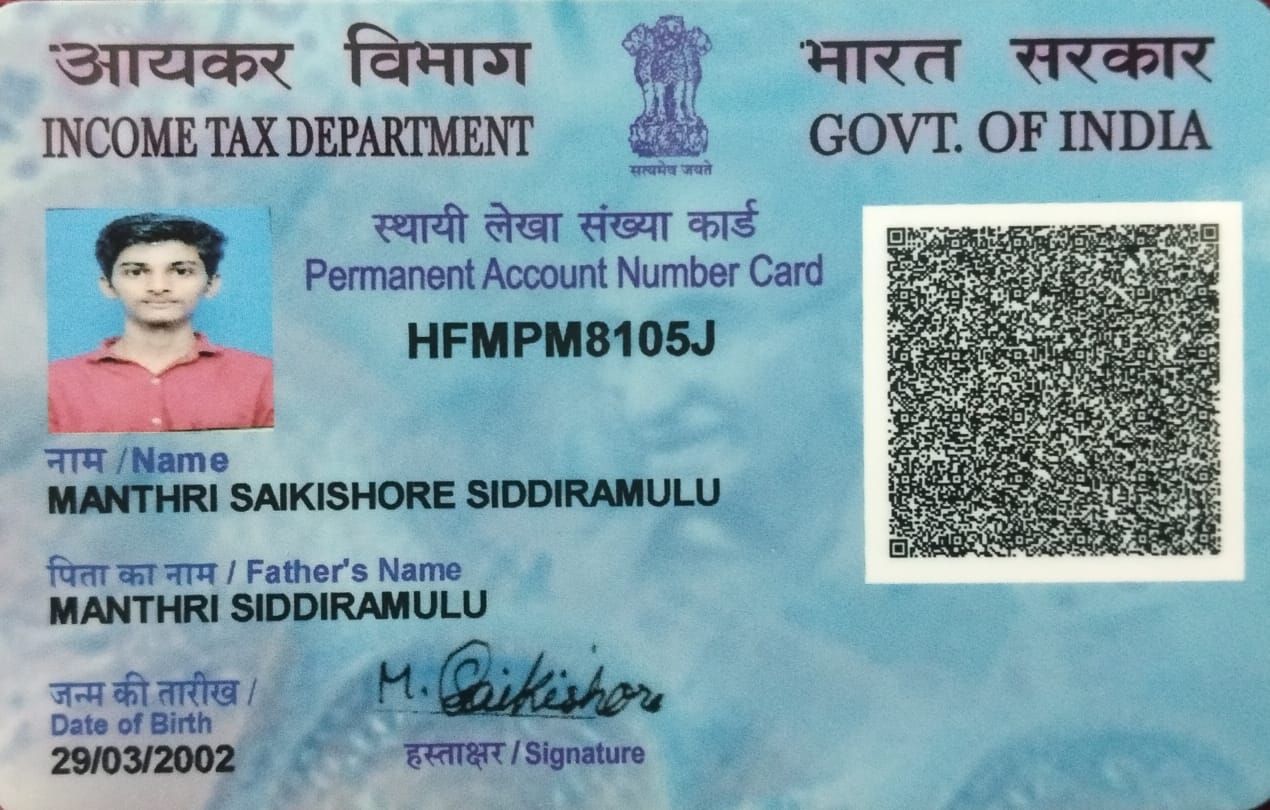 आयकर विभाग
INCOME TAX DEPARTMENT
सत्यमेव जयते
भारत सरकार
GOVT. OF INDIA
स्थायी लेखा संख्या कार्ड
Permanent Account Number Card
HFMPM8105J
नाम /Name
MANTHRI SAIKISHORE SIDDIRAMULU
पिता का नाम / Father's Name
MANTHRI SIDDIRAMULU
जन्म की तारीख /
Date of Birth
29/03/2002
M. Saikishore
हस्ताक्षर / Signature